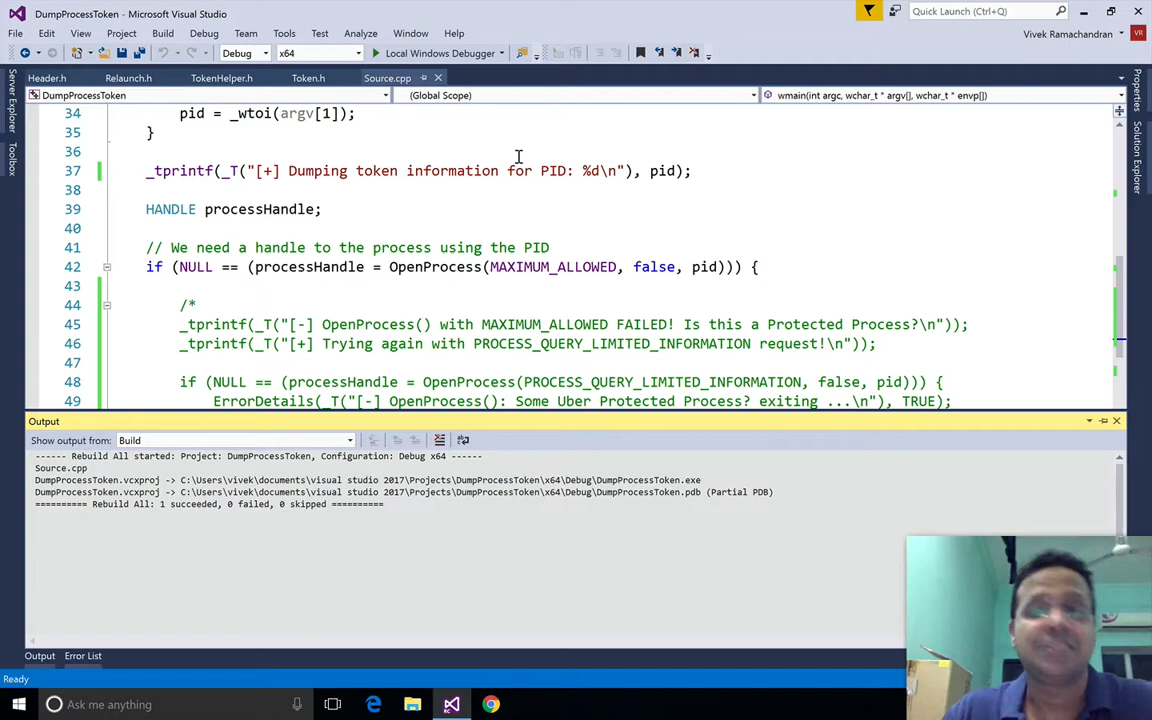 DumpProcessToken - Microsoft Visual Studio
Quick Launch (Ctrl+Q)
File Edit View Project Build Debug Team Tools Test Analyze Window Help
Vivek Ramachandran VR
Debug x64 Local Windows Debugger
Server Explorer
Toolbox
Properties
Solution Explorer
Header.h Relaunch.h TokenHelper.h Token.h Source.cpp
DumpProcessToken (Global Scope) wmain(int argc, wchar_t * argv[], wchar_t * envp[])
34 pid = _wtoi(argv[1]);
35 }
36
37 _tprintf(_T("[+] Dumping token information for PID: %d\n"), pid);
38
39 HANDLE processHandle;
40
41 // We need a handle to the process using the PID
42 if (NULL == (processHandle = OpenProcess(MAXIMUM_ALLOWED, false, pid))) {
43
44 /*
45 _tprintf(_T("[-] OpenProcess() with MAXIMUM_ALLOWED FAILED! Is this a Protected Process?\n"));
46 _tprintf(_T("[+] Trying again with PROCESS_QUERY_LIMITED_INFORMATION request!\n"));
47
48 if (NULL == (processHandle = OpenProcess(PROCESS_QUERY_LIMITED_INFORMATION, false, pid))) {
49 ErrorDetails(_T("[-] OpenProcess(): Some Uber Protected Process? exiting ...\n"), TRUE);
Output
Show output from: Build
------ Rebuild All started: Project: DumpProcessToken, Configuration: Debug x64 ------
Source.cpp
DumpProcessToken.vcxproj -> C:\Users\vivek\documents\visual studio 2017\Projects\DumpProcessToken\x64\Debug\DumpProcessToken.exe
DumpProcessToken.vcxproj -> C:\Users\vivek\documents\visual studio 2017\Projects\DumpProcessToken\x64\Debug\DumpProcessToken.pdb (Partial PDB)
========== Rebuild All: 1 succeeded, 0 failed, 0 skipped ==========
Output Error List
Ready
Ask me anything